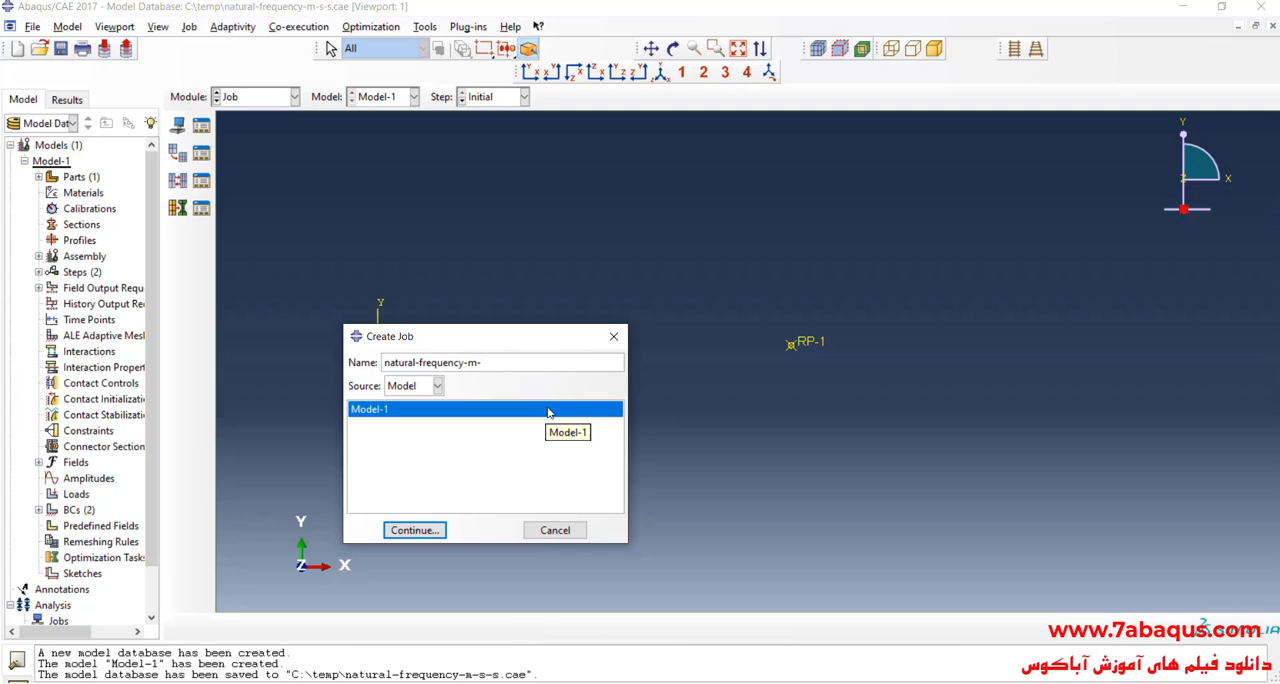 Abaqus/CAE 2017 - Model Database: C:\temp\natural-frequency-m-s-s.cae [Viewport: 1]
File Model Viewport View Job Adaptivity Co-execution Optimization Tools Plug-ins Help
All
1 2 3 4
Model Results Module: Job Model: Model-1 Step: Initial
Model Dat
Models (1)
Model-1
Parts (1)
Materials
Calibrations
Sections
Profiles
Assembly
Steps (2)
Field Output Requ
History Output Re
Time Points
ALE Adaptive Mesh
Interactions
Interaction Propert
Contact Controls
Contact Initializatio
Contact Stabilizatio
Constraints
Connector Section
Fields
Amplitudes
Loads
BCs (2)
Predefined Fields
Remeshing Rules
Optimization Tasks
Sketches
Annotations
Analysis
Jobs
Y
X
Z
Y
RP-1
Create Job
Name: natural-frequency-m-
Source: Model
Model-1
Model-1
Continue... Cancel
Y
Z X
www.7abaqus.com
دانلود فیلم های آموزش آباکوس
A new model database has been created.
The model "Model-1" has been created.
The model database has been saved to "C:\temp\natural-frequency-m-s-s.cae".